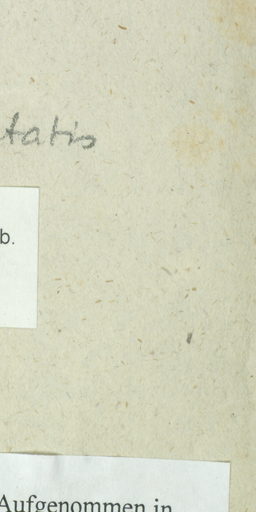 tatis
b.
Aufgenommen in